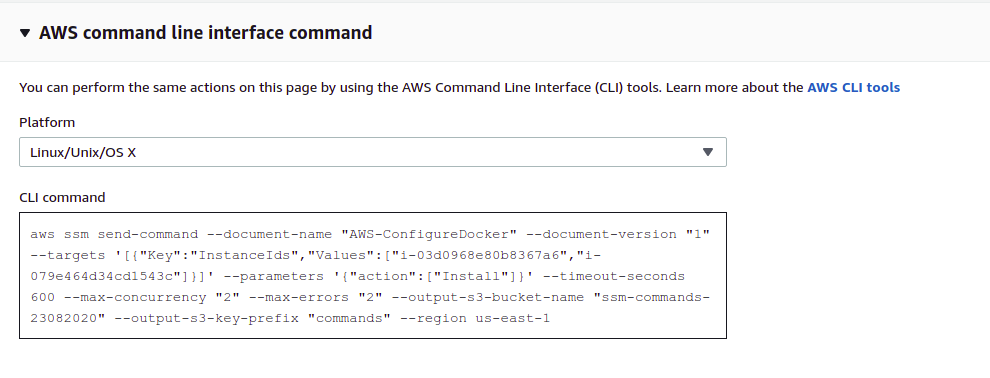 AWS command line interface command
You can perform the same actions on this page by using the AWS Command Line Interface (CLI) tools. Learn more about the AWS CLI tools
Platform
Linux/Unix/OS X
CLI command
aws ssm send-command --document-name "AWS-ConfigureDocker" --document-version "1"
--targets '[{"Key":"InstanceIds","Values":["i-03d0968e80b8367a6","i-
079e464d34cd1543c"]}]' --parameters '{"action":["Install"]}' --timeout-seconds
600 --max-concurrency "2" --max-errors "2" --output-s3-bucket-name "ssm-commands-
23082020" --output-s3-key-prefix "commands" --region us-east-1